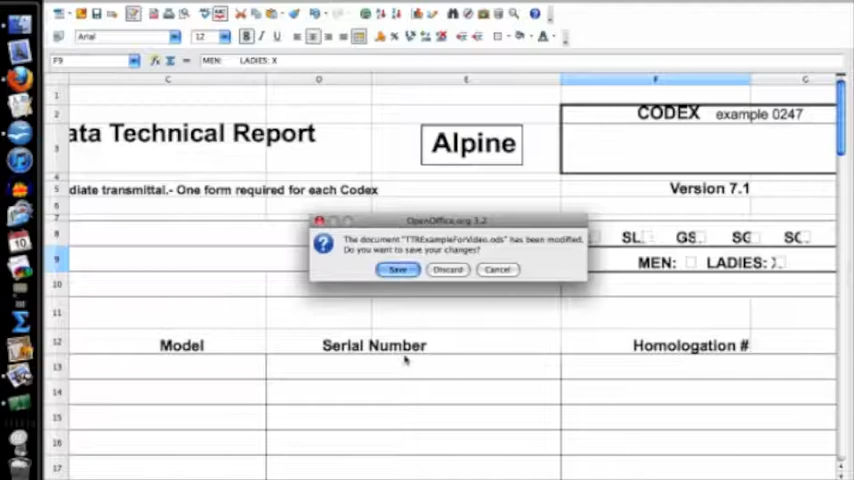 Arial
12
F9
MEN: LADIES: X
C
D
E
F
G
1
2
CODEX example 0247
ata Technical Report
Alpine
3
4
5
diate transmittal.- One form required for each Codex
Version 7.1
6
7
OpenOffice.org 3.2
The document "TTRExampleForVideo.ods" has been modified.
Do you want to save your changes?
Save
Discard
Cancel
8
SL:
GS:
9
MEN: LADIES: X
10
11
12
Model
Serial Number
Homologation #
13
14
15
16
17